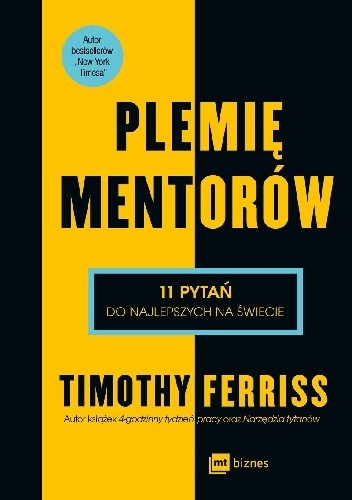 Autor
bestsellerów
„New York
Timesa"
PLEMIĘ
MENTORÓW
11 PYTAŃ
DO NAJLEPSZYCH NA ŚWIECIE
TIMOTHY FERRISS
Autor książek 4-godzinny tydzień pracy oraz Narzędzia tytanów
mt biznes